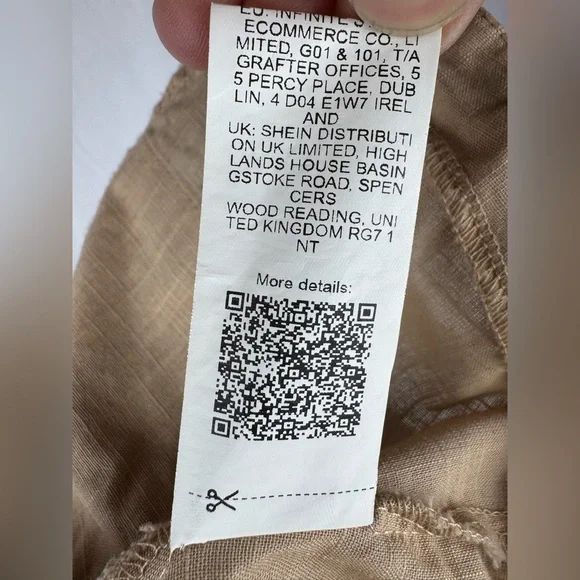 EU: INFINITE S
ECOMMERCE CO., LI
MITED, G01 & 101, T/A
GRAFTER OFFICES, 5
5 PERCY PLACE, DUB
LIN, 4 D04 E1W7 IREL
AND
UK: SHEIN DISTRIBUTI
ON UK LIMITED, HIGH
LANDS HOUSE BASIN
GSTOKE ROAD, SPEN
CERS
WOOD READING, UNI
TED KINGDOM RG7 1
NT
More details: